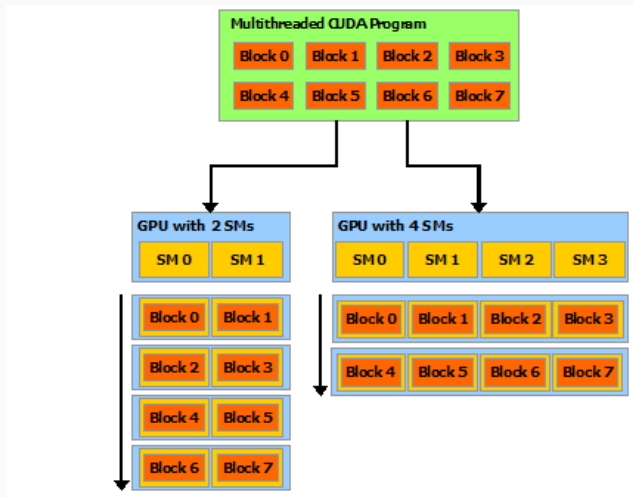 Multithreaded CUDA Program
Block 0 Block 1 Block 2 Block 3
Block 4 Block 5 Block 6 Block 7
GPU with 2 SMs
SM 0 SM 1
Block 0 Block 1
Block 2 Block 3
Block 4 Block 5
Block 6 Block 7
GPU with 4 SMs
SM 0 SM 1 SM 2 SM 3
Block 0 Block 1 Block 2 Block 3
Block 4 Block 5 Block 6 Block 7